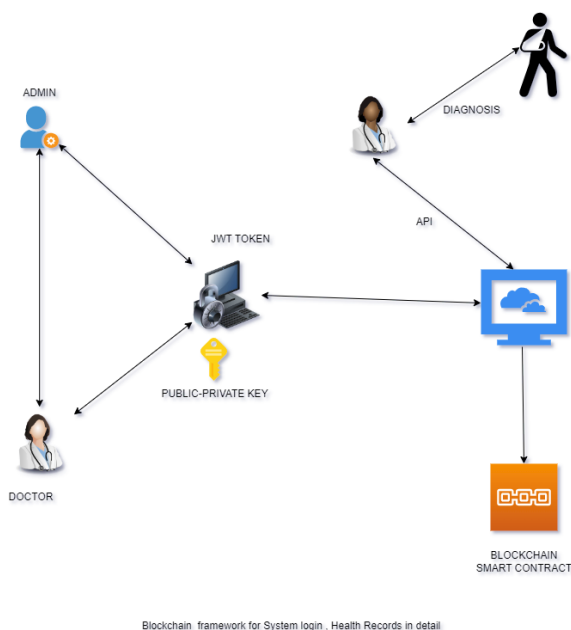 ADMIN
DIAGNOSIS
API
JWT TOKEN
PUBLIC-PRIVATE KEY
DOCTOR
BLOCKCHAIN
SMART CONTRACT
Blockchain framework for System login , Health Records in detail